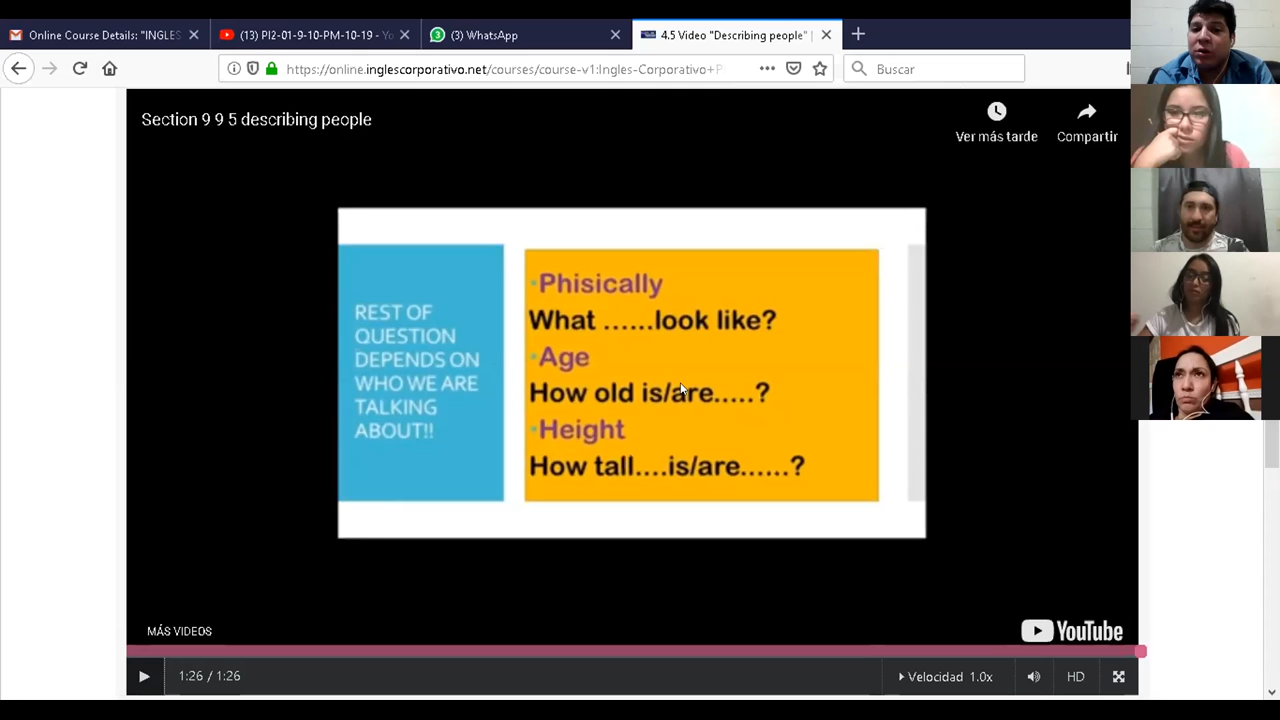 Online Course Details: "INGLES
(13) PI2-01-9-10-PM-10-19 - Yo
3
(3) WhatsApp
4.5 Video "Describing people" |
https://online.inglescorporativo.net/courses/course-v1:Ingles-Corporativo+P
Buscar
Section 9 9 5 describing people
Ver más tarde
Compartir
REST OF
QUESTION
DEPENDS ON
WHO WE ARE
TALKING
ABOUT!!
Phisically
What ......look like?
Age
How old is/are.....?
Height
How tall....is/are......?
MÁS VIDEOS
YouTube
1:26 / 1:26
Velocidad 1.0x
HD